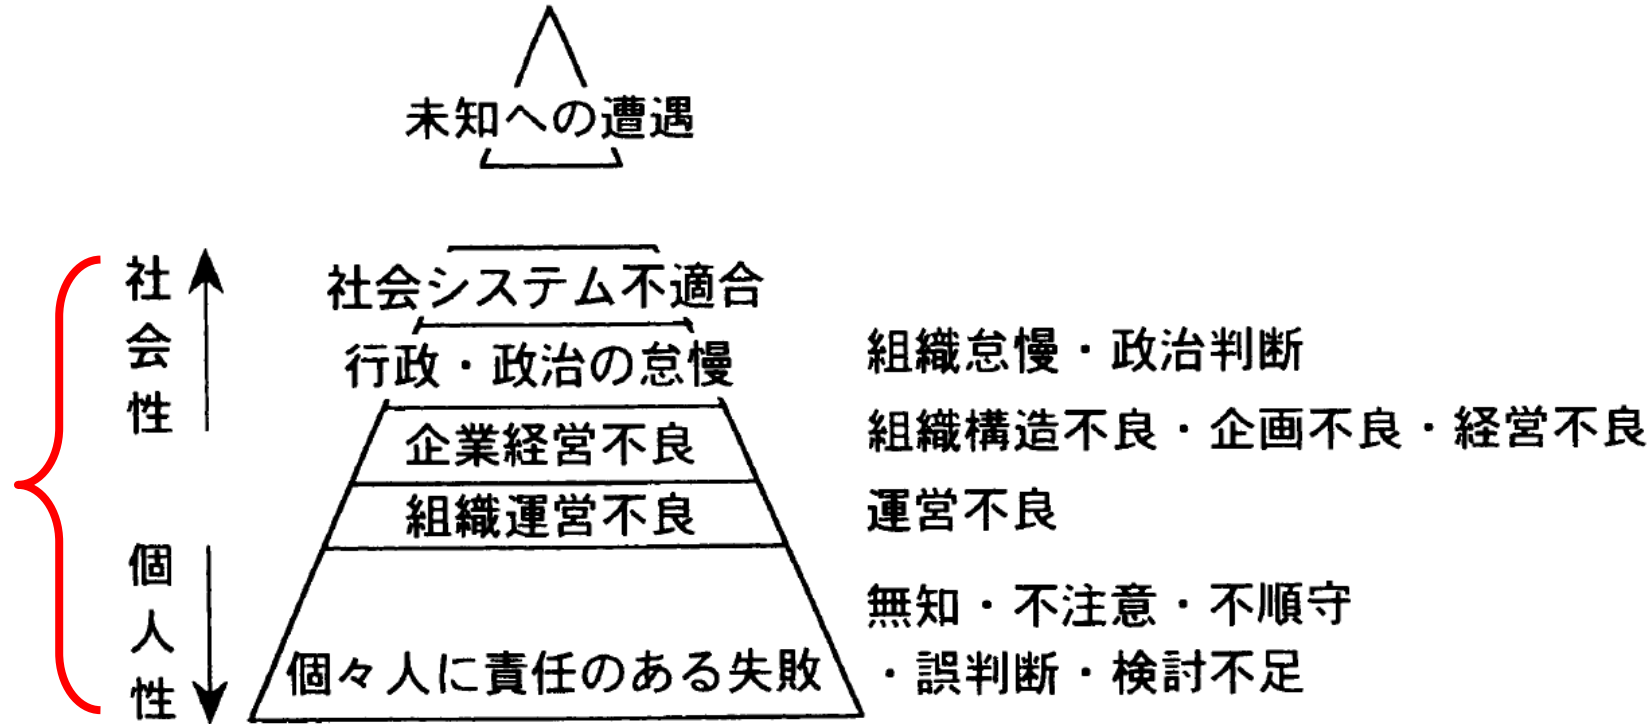 未知への遭遇
社会性
社会システム不適合
行政・政治の怠慢
組織怠慢・政治判断
企業経営不良
組織構造不良・企画不良・経営不良
組織運営不良
運営不良
個人性
個々人に責任のある失敗
無知・不注意・不順守
・誤判断・検討不足